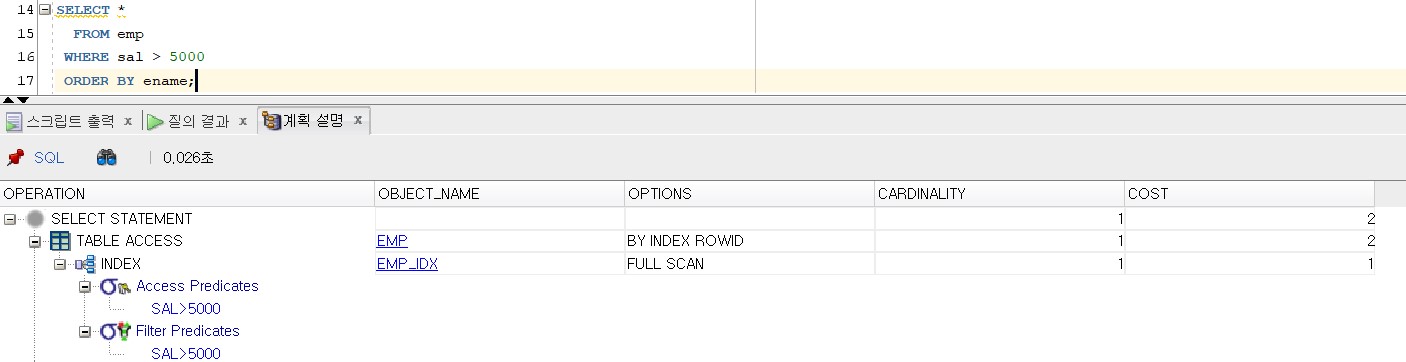 14 SELECT *
15 FROM emp
16 WHERE sal > 5000
17 ORDER BY ename;
스크립트 출력 x 질의 결과 x 계획 설명 x
SQL 0,026초
OPERATION OBJECT_NAME OPTIONS CARDINALITY COST
SELECT STATEMENT 1 2
TABLE ACCESS EMP BY INDEX ROWID 1 2
INDEX EMP_IDX FULL SCAN 1 1
Access Predicates
SAL>5000
Filter Predicates
SAL>5000